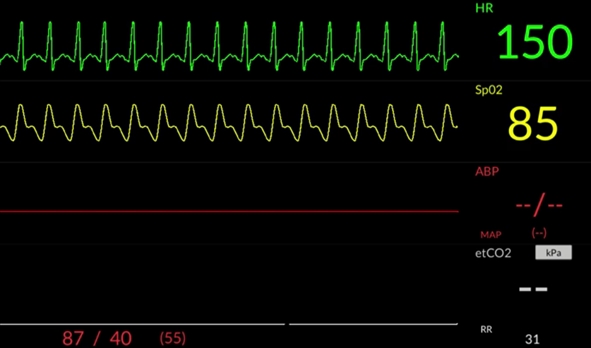 HR
150
Sp02
85
ABP
--/--
MAP (--)
etCO2 kPa
--
RR 31
87 / 40 (55)